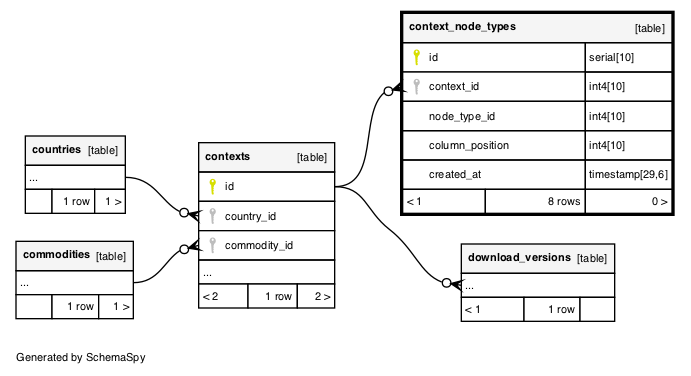 context_node_types [table]
id serial[10]
context_id int4[10]
node_type_id int4[10]
column_position int4[10]
created_at timestamp[29,6]
< 1 8 rows 0 >
countries [table]
...
1 row 1 >
contexts [table]
id
country_id
commodity_id
...
< 2 1 row 2 >
commodities [table]
...
1 row 1 >
download_versions [table]
...
< 1 1 row
Generated by SchemaSpy